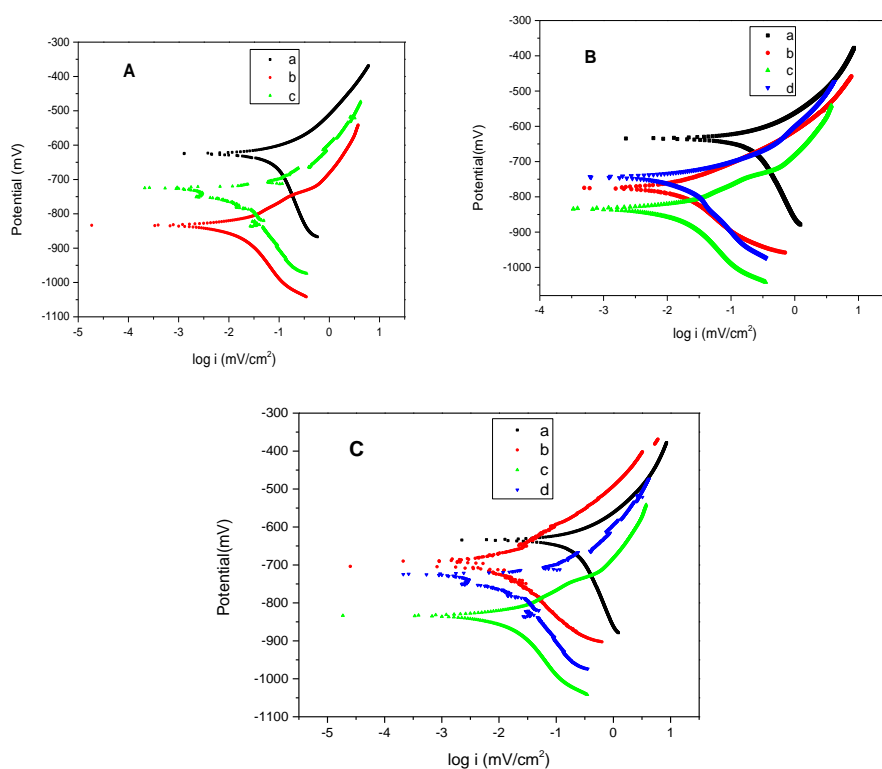 A
a
b
c
-300
-400
-500
-600
-700
-800
-900
-1000
-1100
Potential (mV)
-5 -4 -3 -2 -1 0 1
log i (mV/cm2)
B
a
b
c
d
-300
-400
-500
-600
-700
-800
-900
-1000
Potential (mV)
-4 -3 -2 -1 0 1
log i (mV/cm2)
C
a
b
c
d
-300
-400
-500
-600
-700
-800
-900
-1000
-1100
Potential(mV)
-5 -4 -3 -2 -1 0 1
log i (mV/cm2)